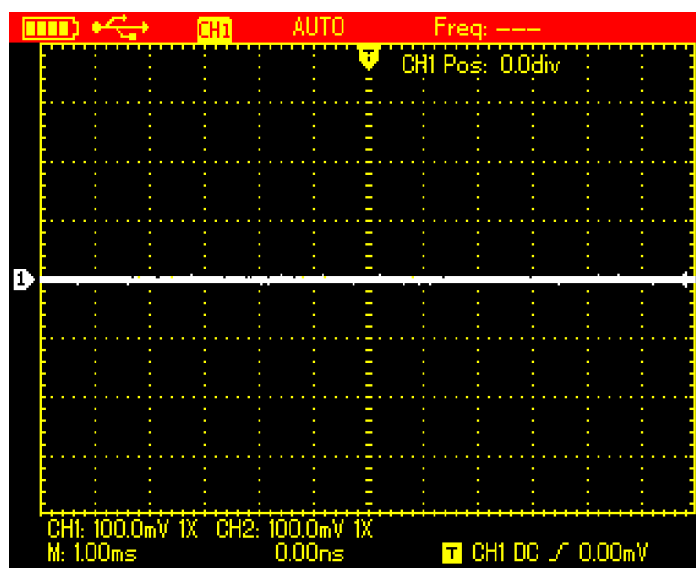 CH1 AUTO Freq: ---
T
CH1 Pos: 0.0div
1
CH1: 100.0mV 1X CH2: 100.0mV 1X
M: 1.00ms 0.00ns T CH1 DC 0.00mV